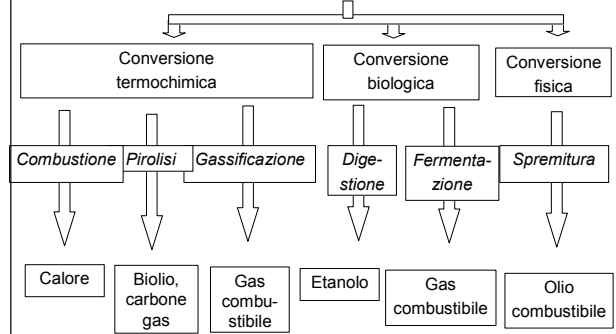 Conversione
termochimica
Conversione
biologica
Conversione
fisica
Combustione
Pirolisi
Gassificazione
Dige-
stione
Fermenta-
zione
Spremitura
Calore
Biolio,
carbone
gas
Gas
combu-
stibile
Etanolo
Gas
combustibile
Olio
combustibile